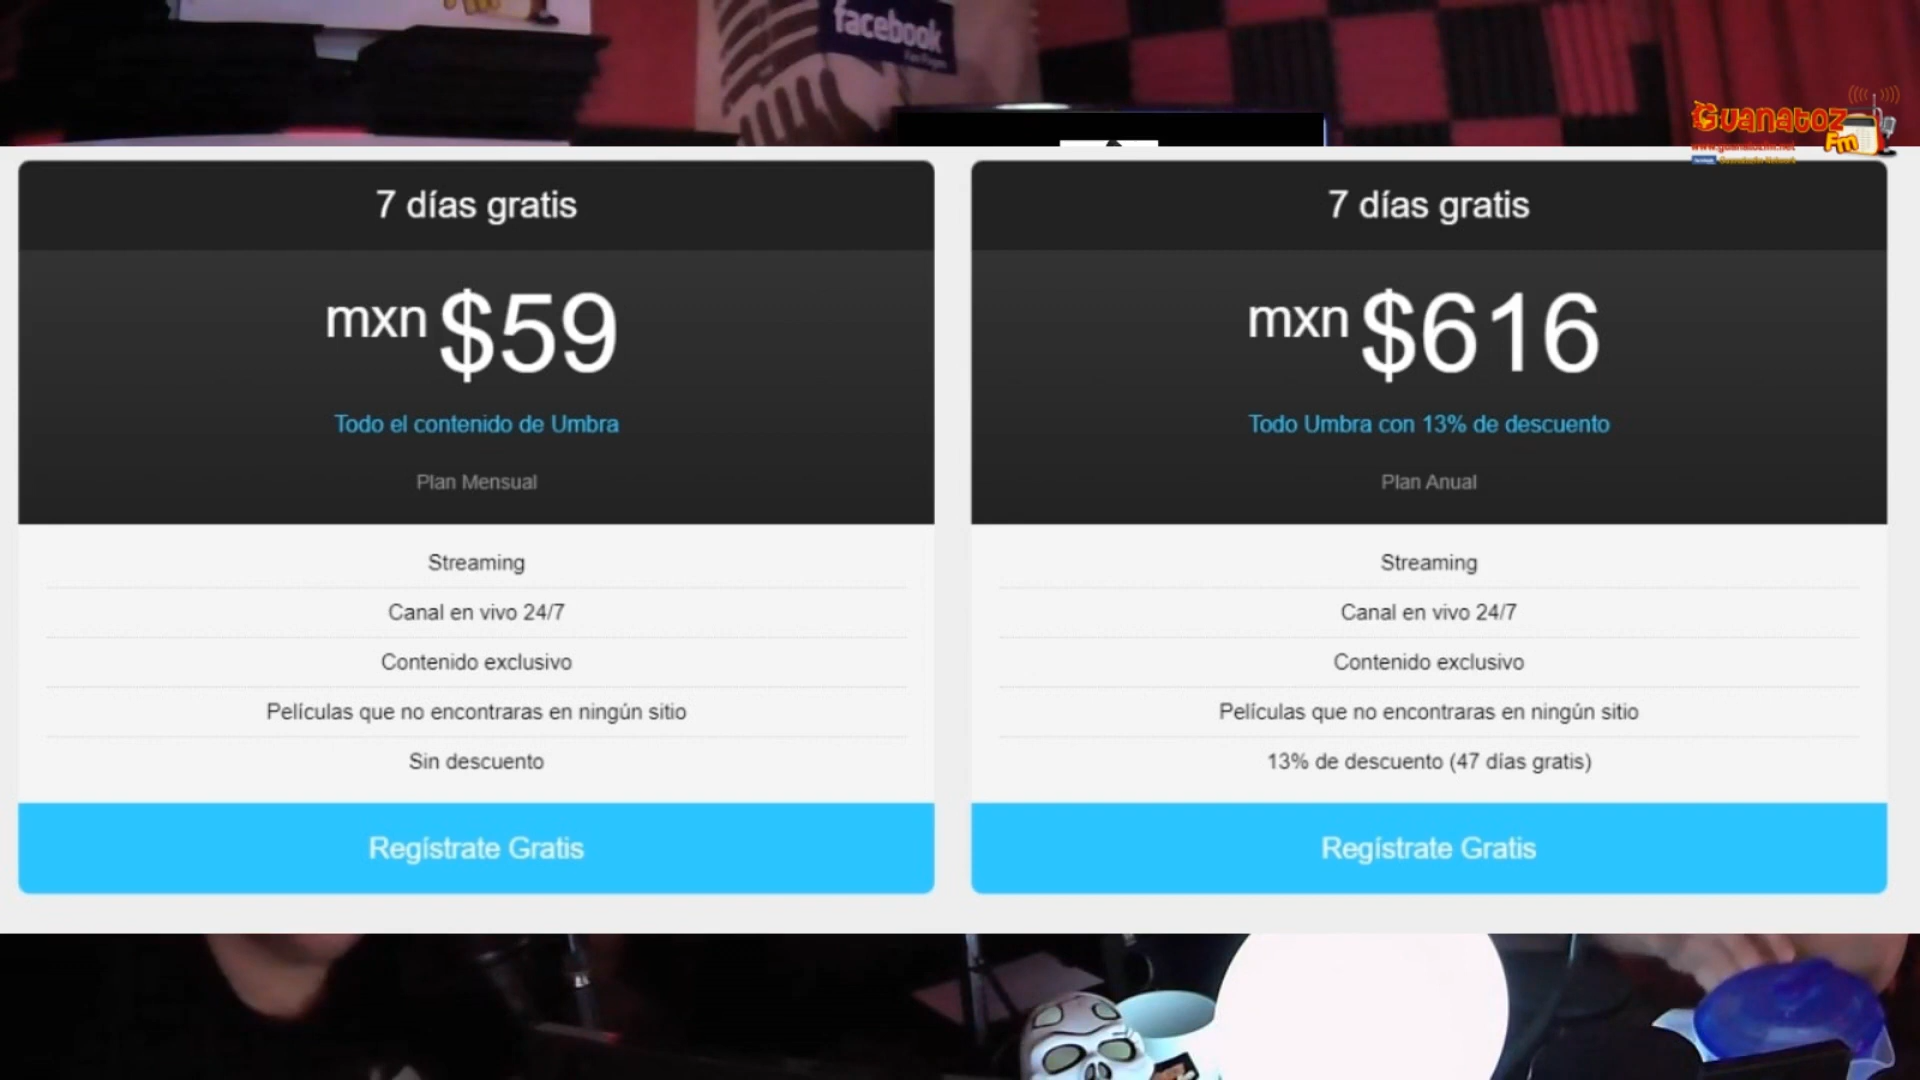 facebook
Guanatoz
Fm
7 días gratis
mxn $59
Todo el contenido de Umbra
Plan Mensual
Streaming
Canal en vivo 24/7
Contenido exclusivo
Películas que no encontraras en ningún sitio
Sin descuento
Regístrate Gratis
7 días gratis
mxn $616
Todo Umbra con 13% de descuento
Plan Anual
Streaming
Canal en vivo 24/7
Contenido exclusivo
Películas que no encontraras en ningún sitio
13% de descuento (47 días gratis)
Regístrate Gratis